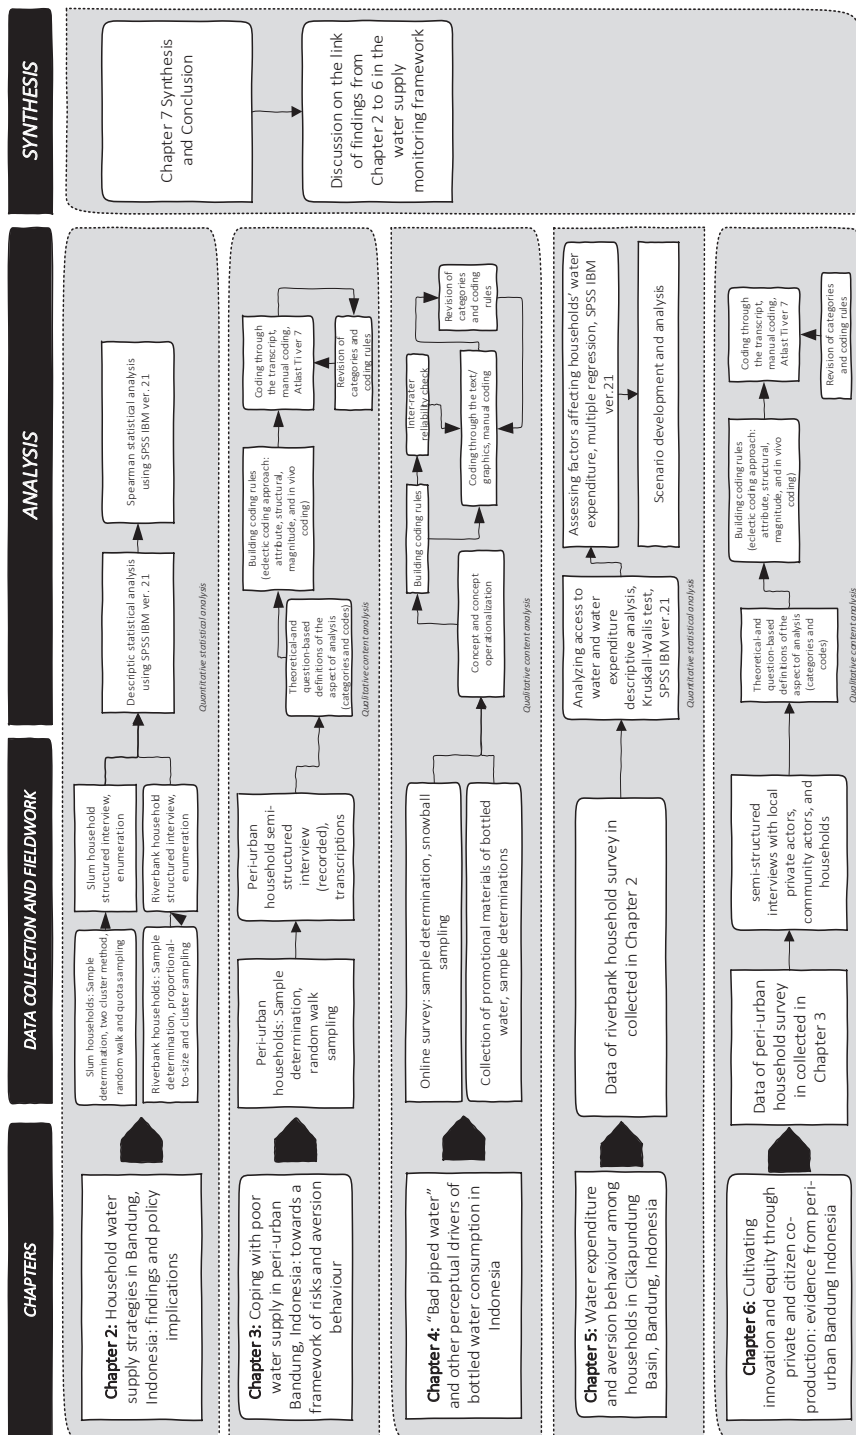 CHAPTERS
DATA COLLECTION AND FIELDWORK
ANALYSIS
SYNTHESIS
Chapter 2: Household water
supply strategies in Bandung,
Indonesia: findings and policy
implications
Slum households: Sample
determination, two cluster method,
random walk and quota sampling
Slum household
structured interview,
enumeration
Riverbank households: Sample
determination, proportional-
to-size and cluster sampling
Riverbank household
structured interview,
enumeration
Descriptic statistical analysis
using SPSS IBM ver. 21
Spearman statistical analysis
using SPSS IBM ver. 21
Quantitative statistical analysis
Chapter 3: Coping with poor
water supply in peri-urban
Bandung, Indonesia: towards a
framework of risks and aversion
behaviour
Peri-urban
households: Sample
determination,
random walk
sampling
Peri-urban
household semi-
structured
interview
(recorded),
transcriptions
Theoretical-and
question-based
definitions of the
aspect of analysis
(categories and codes)
Building coding rules
(eclectic coding approach:
attribute, structural,
magnitude, and in vivo
coding)
Coding through
the transcript,
manual coding,
Atlast TI ver 7
Revision of
categories and
coding rules
Qualitative content analysis
Chapter 4: “Bad piped water”
and other perceptual drivers of
bottled water consumption in
Indonesia
Online survey: sample determination, snowball
sampling
Collection of promotional materials of bottled
water, sample determinations
Concept and concept
operationalization
Building coding rules
Inter-rater
reliability check
Coding through the text/
graphics, manual coding
Revision of
categories
and coding
rules
Qualitative content analysis
Chapter 5: Water expenditure
and aversion behaviour among
households in Cikapundung
Basin, Bandung, Indonesia
Data of riverbank household survey in
collected in Chapter 2
Analyzing access to
water and water
expenditure
descriptive analysis,
Kruskall-Walis test,
SPSS IBM ver.21
Assessing factors affecting households’ water
expenditure, multiple regression, SPSS IBM
ver.21
Scenario development and analysis
Quantitative statistical analysis
Chapter 6: Cultivating
innovation and equity through
private and citizen co-
production: evidence from peri-
urban Bandung Indonesia
Data of peri-urban
household survey
in collected in
Chapter 3
semi-structured
interviews with local
private actors,
community actors, and
households
Theoretical-and
question-based
definitions of the
aspect of analysis
(categories and
codes)
Building coding rules
(eclectic coding approach:
attribute, structural,
magnitude, and in vivo
coding)
Coding through
the transcript,
manual coding,
Atlast TI ver 7
Revision of categories
and coding rules
Qualitative content analysis
Chapter 7 Synthesis
and Conclusion
Discussion on the link
of findings from
Chapter 2 to 6 in the
water supply
monitoring framework